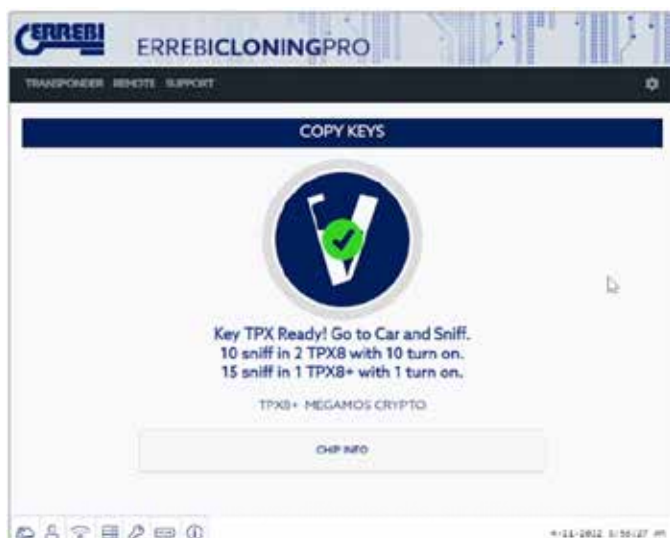 ERREBI
ERREBICLONINGPRO
TRANSPONDER REMOTE SUPPORT
COPY KEYS
Key TPX Ready! Go to Car and Sniff.
10 sniff in 2 TPX8 with 10 turn on.
15 sniff in 1 TPX8+ with 1 turn on.
TPX8+ MEGAMOS CRYPTO
CHIP INFO